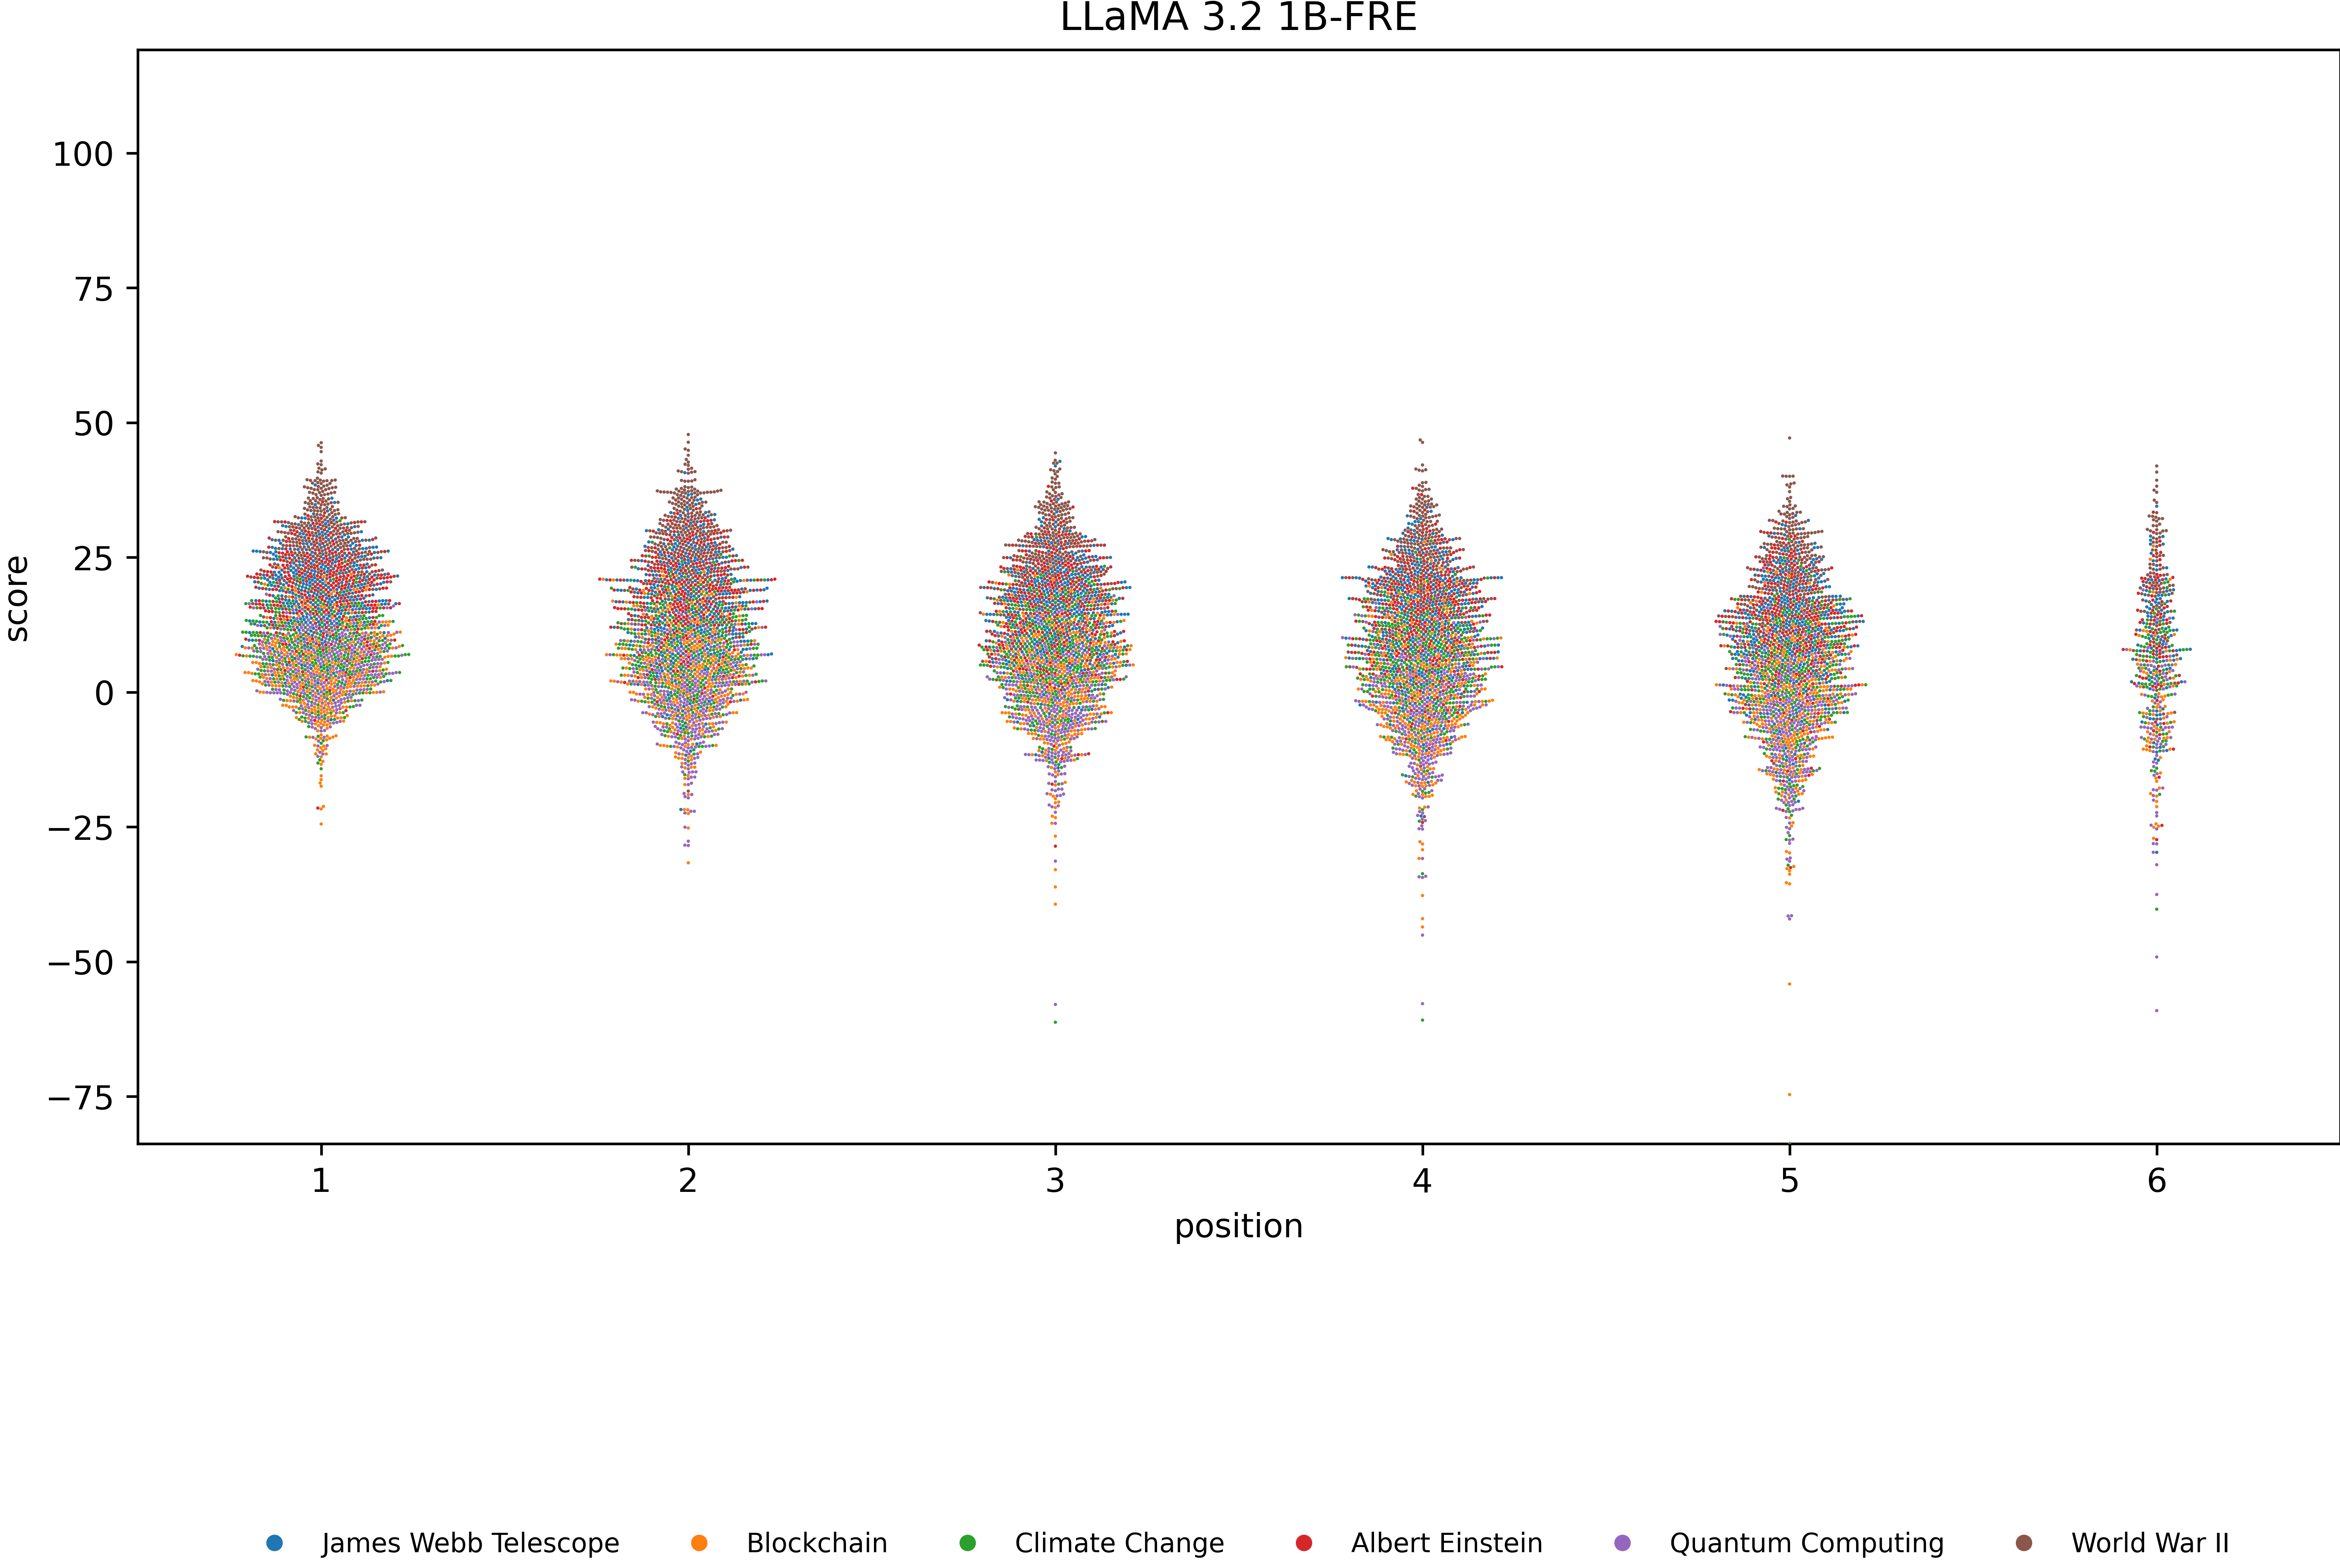 LLaMA 3.2 1B-FRE
100
75
50
25
0
−25
−50
−75
score
1 2 3 4 5 6
position
James Webb Telescope Blockchain Climate Change Albert Einstein Quantum Computing World War II